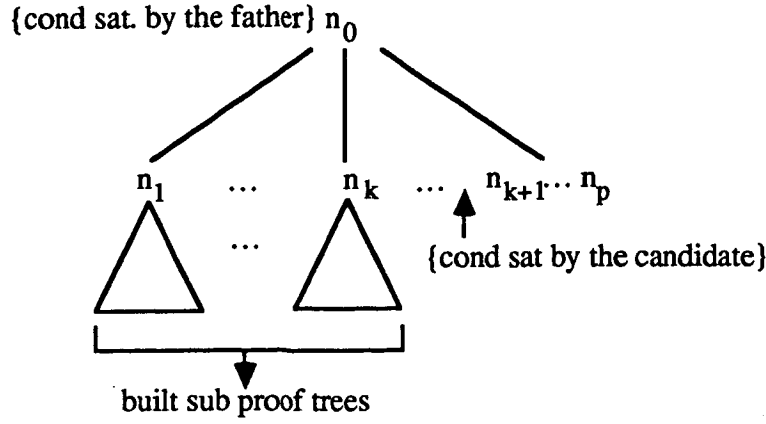 {cond sat. by the father} n0
n1 ... nk ... nk+1... np
...
{cond sat by the candidate}
built sub proof trees